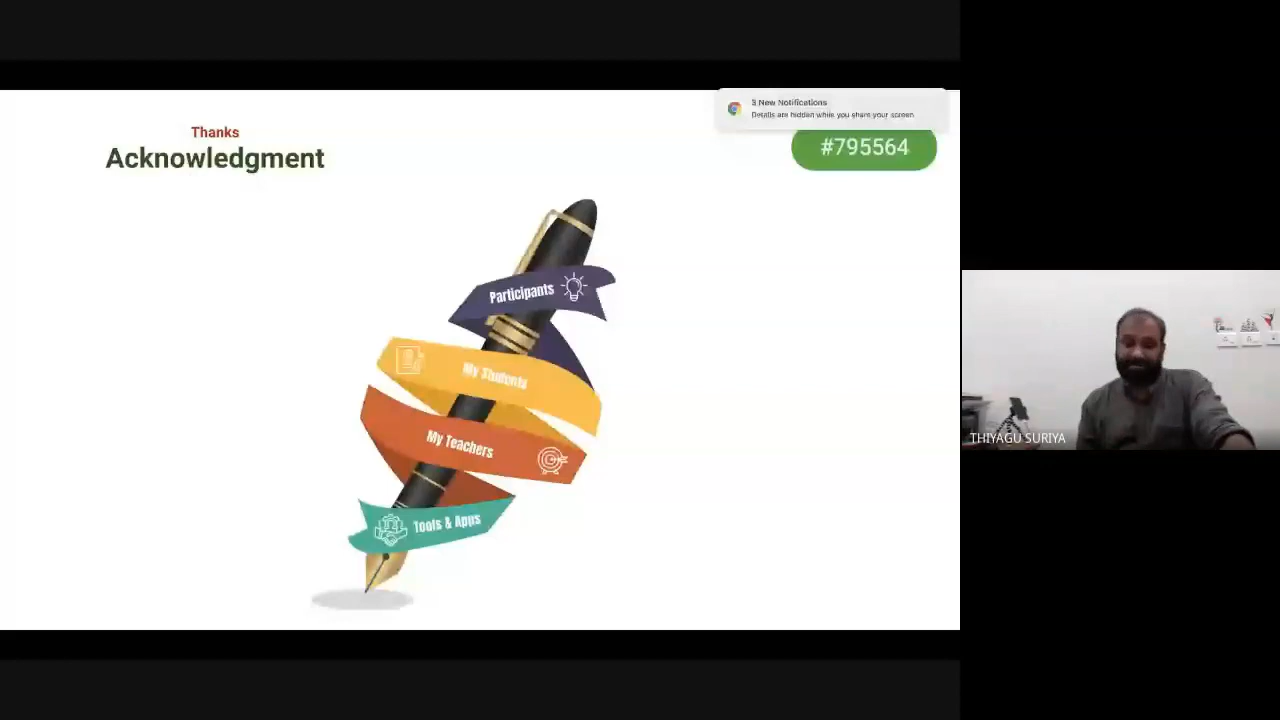 3 New Notifications
Details are hidden while you share your screen
Thanks
Acknowledgment
#795564
Participants
My Students
My Teachers
Tools & Apps
THIYAGU SURIYA